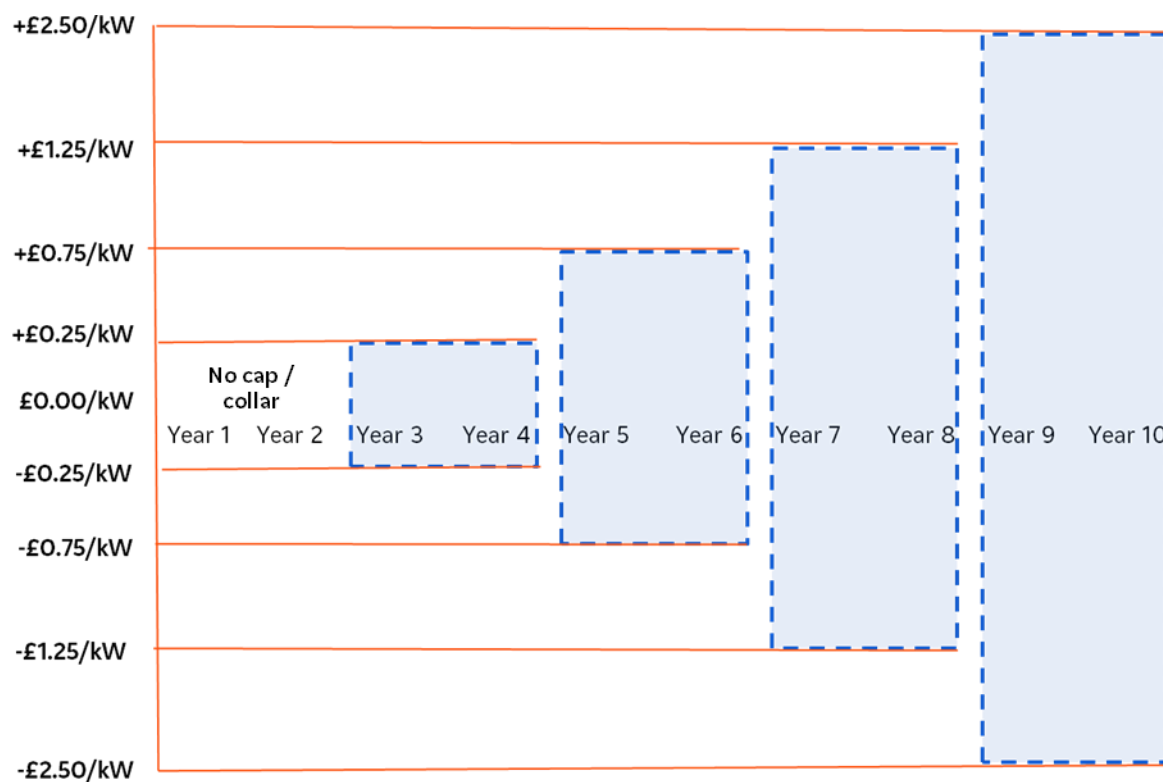 +£2.50/kW
+£1.25/kW
+£0.75/kW
+£0.25/kW
No cap /
collar
£0.00/kW
Year 1 Year 2 Year 3 Year 4 Year 5 Year 6 Year 7 Year 8 Year 9 Year 10
-£0.25/kW
-£0.75/kW
-£1.25/kW
-£2.50/kW